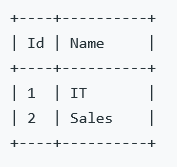 +----+----------+
| Id | Name     |
+----+----------+
| 1  | IT       |
| 2  | Sales    |
+----+----------+